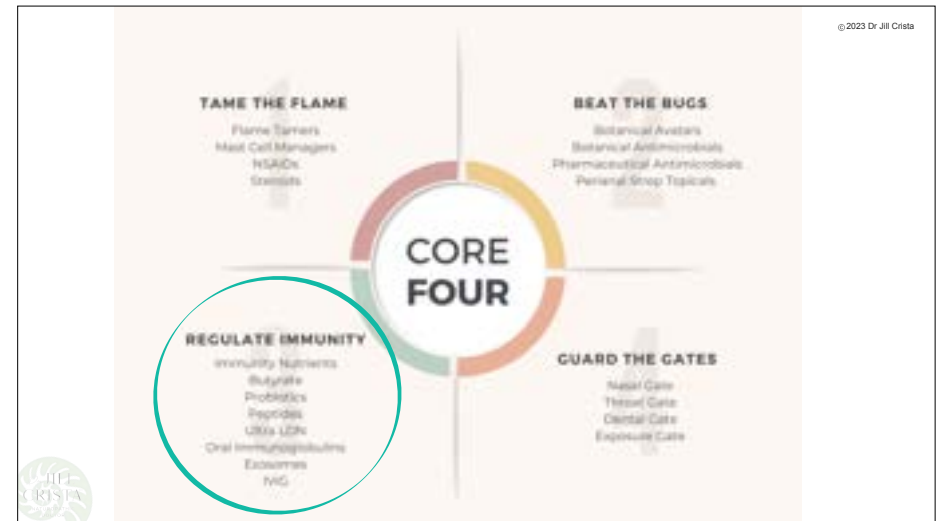 ©2023 Dr Jill Crista
TAME THE FLAME
Flame Tamers
Mast Cell Managers
NSAIDs
Steroids
BEAT THE BUGS
Botanical Avatars
Botanical Antimicrobials
Pharmaceutical Antimicrobials
Perianal Strep Topicals
CORE
FOUR
REGULATE IMMUNITY
Immunity Nutrients
Butyrate
Probiotics
Peptides
Ultra LDN
Oral Immunoglobulins
Exosomes
IVIG
GUARD THE GATES
Nasal Gate
Throat Gate
Dental Gate
Exposure Gate
JILL
CRISTA